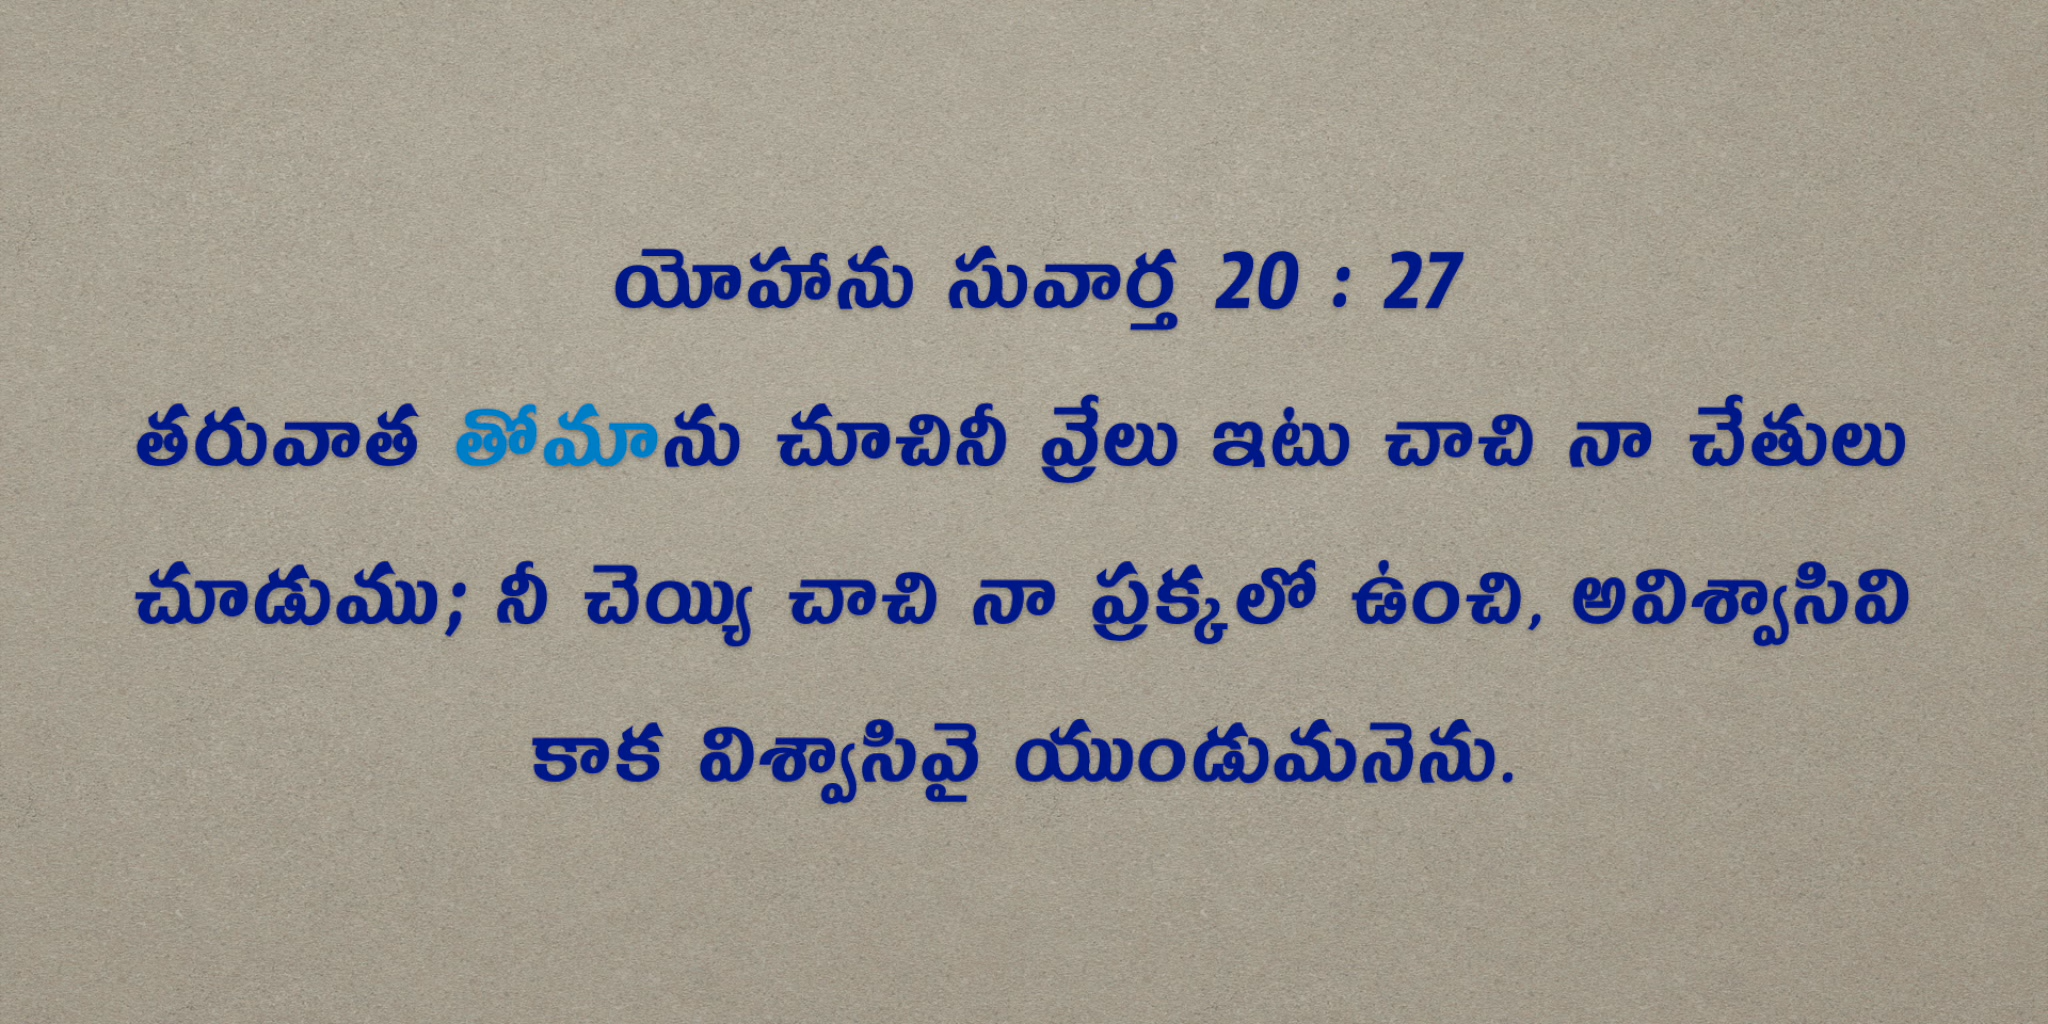 యోహాను సువార్త 20 : 27
తరువాత తోమాను చూచినీ వ్రేలు ఇటు చాచి నా చేతులు
చూడుము; నీ చెయ్యి చాచి నా ప్రక్కలో ఉంచి, అవిశ్వాసివి
కాక విశ్వాసివై యుండుమనెను.